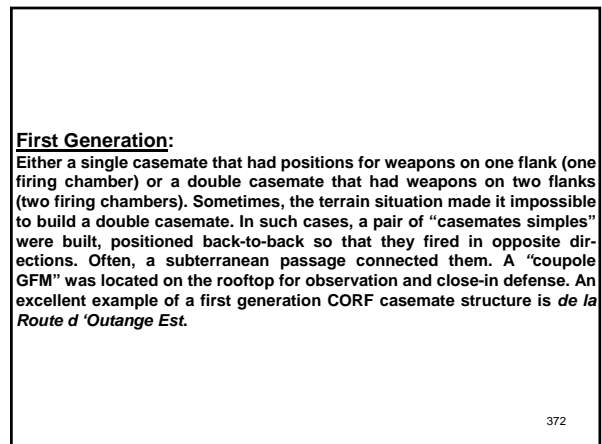 First Generation:
Either a single casemate that had positions for weapons on one flank (one
firing chamber) or a double casemate that had weapons on two flanks
(two firing chambers). Sometimes, the terrain situation made it impossible
to build a double casemate. In such cases, a pair of “casemates simples”
were built, positioned back-to-back so that they fired in opposite dir-
ections. Often, a subterranean passage connected them. A “coupole
GFM” was located on the rooftop for observation and close-in defense. An
excellent example of a first generation CORF casemate structure is de la
Route d ‘Outange Est.
372